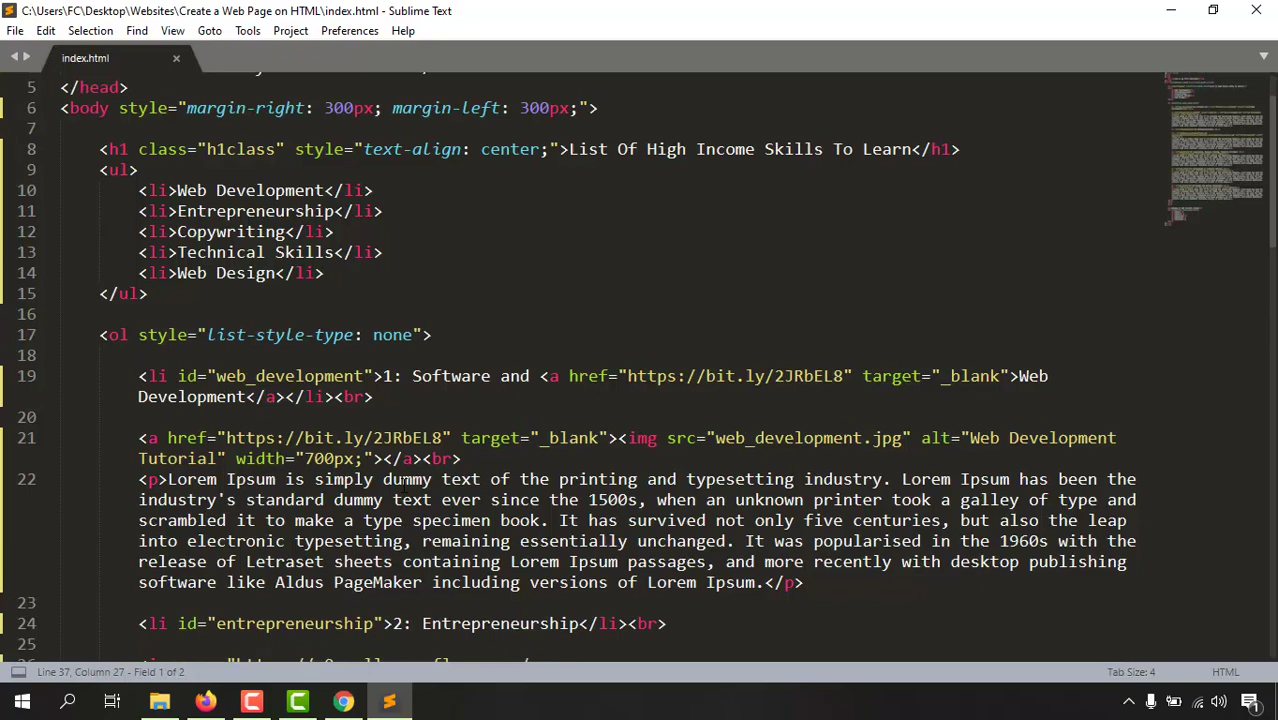 C:\Users\FC\Desktop\Websites\Create a Web Page on HTML\index.html - Sublime Text
File Edit Selection Find View Goto Tools Project Preferences Help
index.html
5 </head>
6 <body style="margin-right: 300px; margin-left: 300px;">
7
8 <h1 class="h1class" style="text-align: center;">List Of High Income Skills To Learn</h1>
9 <ul>
10 <li>Web Development</li>
11 <li>Entrepreneurship</li>
12 <li>Copywriting</li>
13 <li>Technical Skills</li>
14 <li>Web Design</li>
15 </ul>
16
17 <ol style="list-style-type: none">
18
19 <li id="web_development">1: Software and <a href="https://bit.ly/2JRbEL8" target="_blank">Web
Development</a></li><br>
20
21 <a href="https://bit.ly/2JRbEL8" target="_blank"><img src="web_development.jpg" alt="Web Development
Tutorial" width="700px;"></a><br>
22 <p>Lorem Ipsum is simply dummy text of the printing and typesetting industry. Lorem Ipsum has been the
industry's standard dummy text ever since the 1500s, when an unknown printer took a galley of type and
scrambled it to make a type specimen book. It has survived not only five centuries, but also the leap
into electronic typesetting, remaining essentially unchanged. It was popularised in the 1960s with the
release of Letraset sheets containing Lorem Ipsum passages, and more recently with desktop publishing
software like Aldus PageMaker including versions of Lorem Ipsum.</p>
23
24 <li id="entrepreneurship">2: Entrepreneurship</li><br>
25
Line 37, Column 27 - Field 1 of 2
Tab Size: 4
HTML